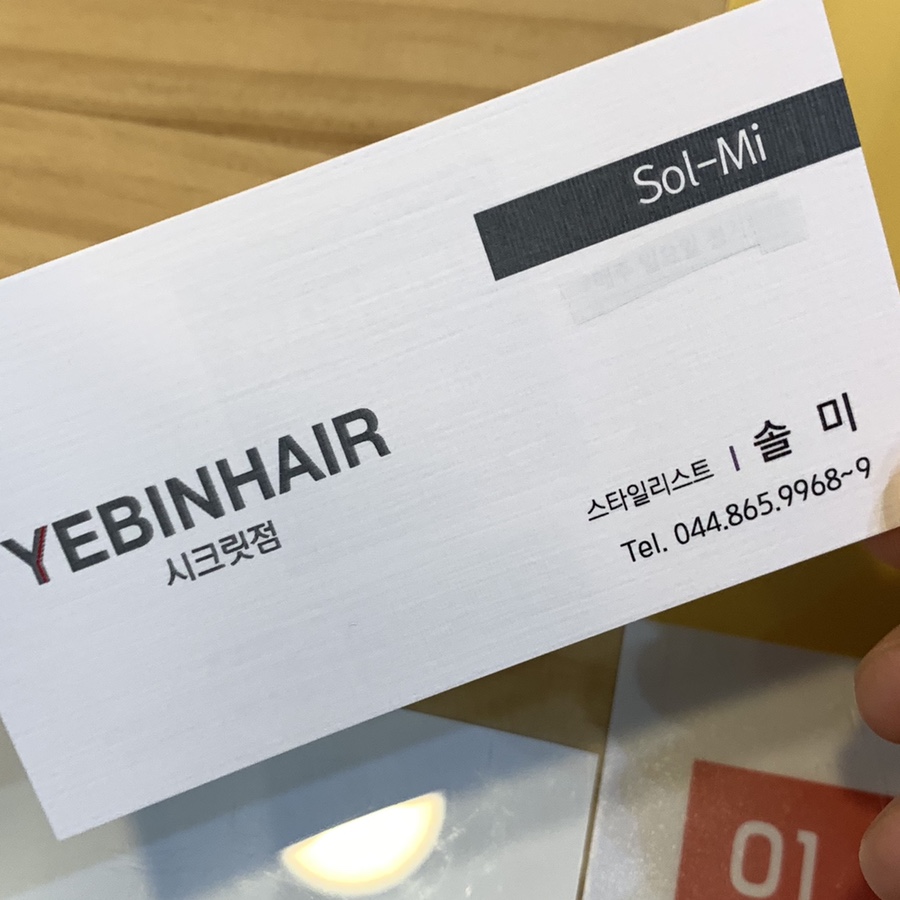 Sol-Mi
YEBINHAIR
시크릿점
스타일리스트 | 솔 미
Tel. 044.865.9968~9
01